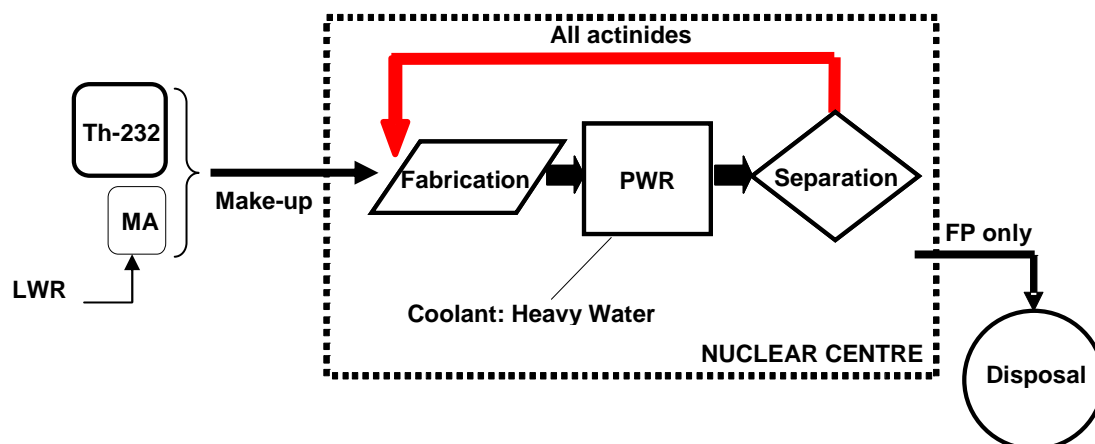 All actinides
Th-232
MA
LWR
Make-up
Fabrication
PWR
Separation
FP only
Coolant: Heavy Water
NUCLEAR CENTRE
Disposal